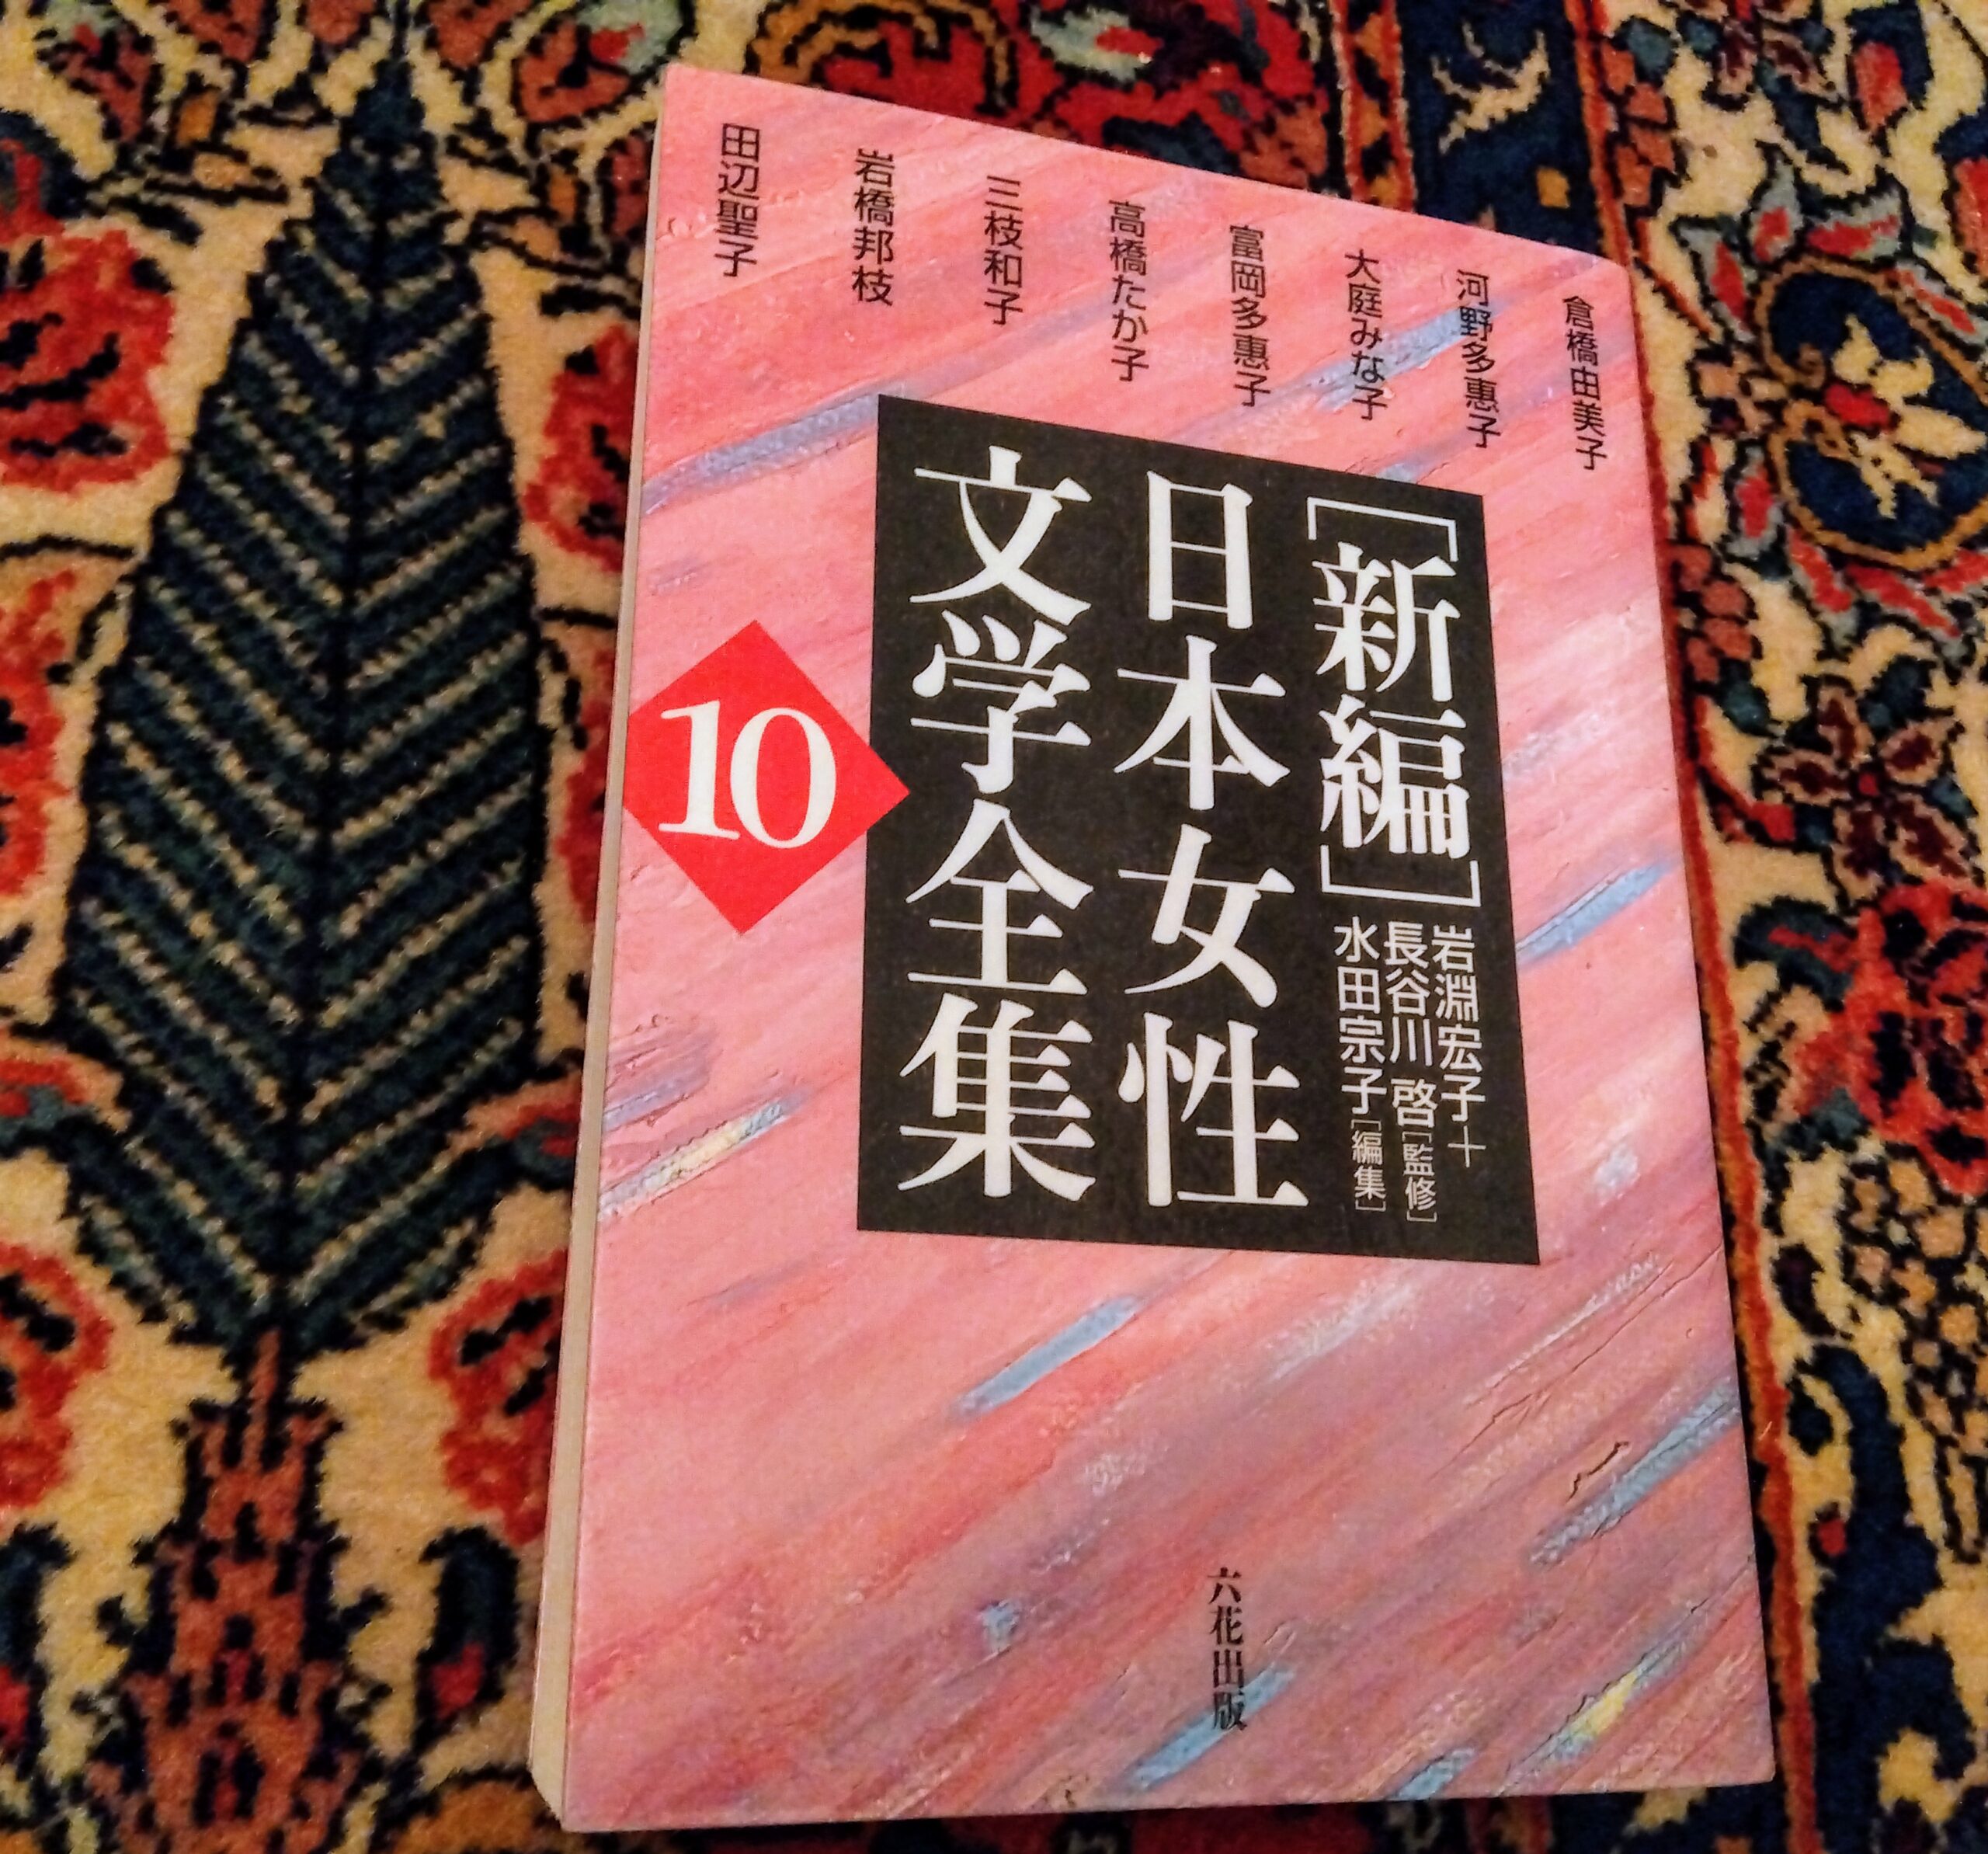 倉橋由美子
河野多惠子
大庭みな子
富岡多惠子
高橋たか子
三枝和子
岩橋邦枝
田辺聖子
[新編]
日本女性
文学全集
10
岩淵宏子+
長谷川 啓[監修]
水田宗子[編集]
六花出版